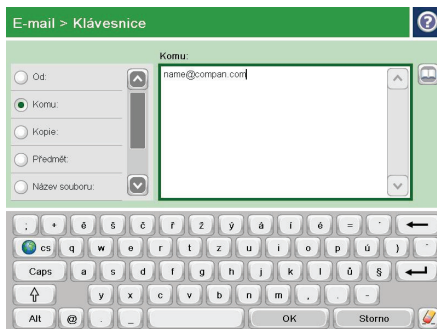 E-mail > Klávesnice
Komu:
Od:
name@compan.com
Komu:
Kopie:
Předmět:
Název souboru:
; + ě š č ř ž ý á í é = ´
cs q w e r t z u i o p ú )
Caps a s d f g h j k l ů §
y x c v b n m , . -
Alt @ . _ OK Storno